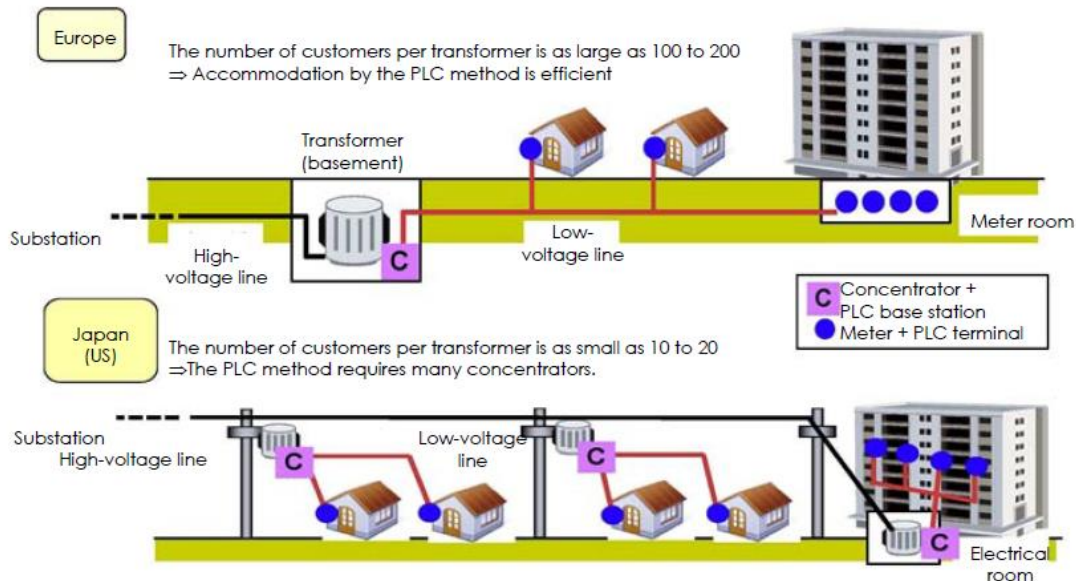 Europe
The number of customers per transformer is as large as 100 to 200
⇒ Accommodation by the PLC method is efficient
Transformer
(basement)
Substation
High-
voltage line
C
Low-
voltage line
Meter room
C
Concentrator +
PLC base station
Meter + PLC terminal
Japan
(US)
The number of customers per transformer is as small as 10 to 20
⇒The PLC method requires many concentrators.
Substation
High-voltage line
Low-voltage
line
C
C
C
Electrical
room